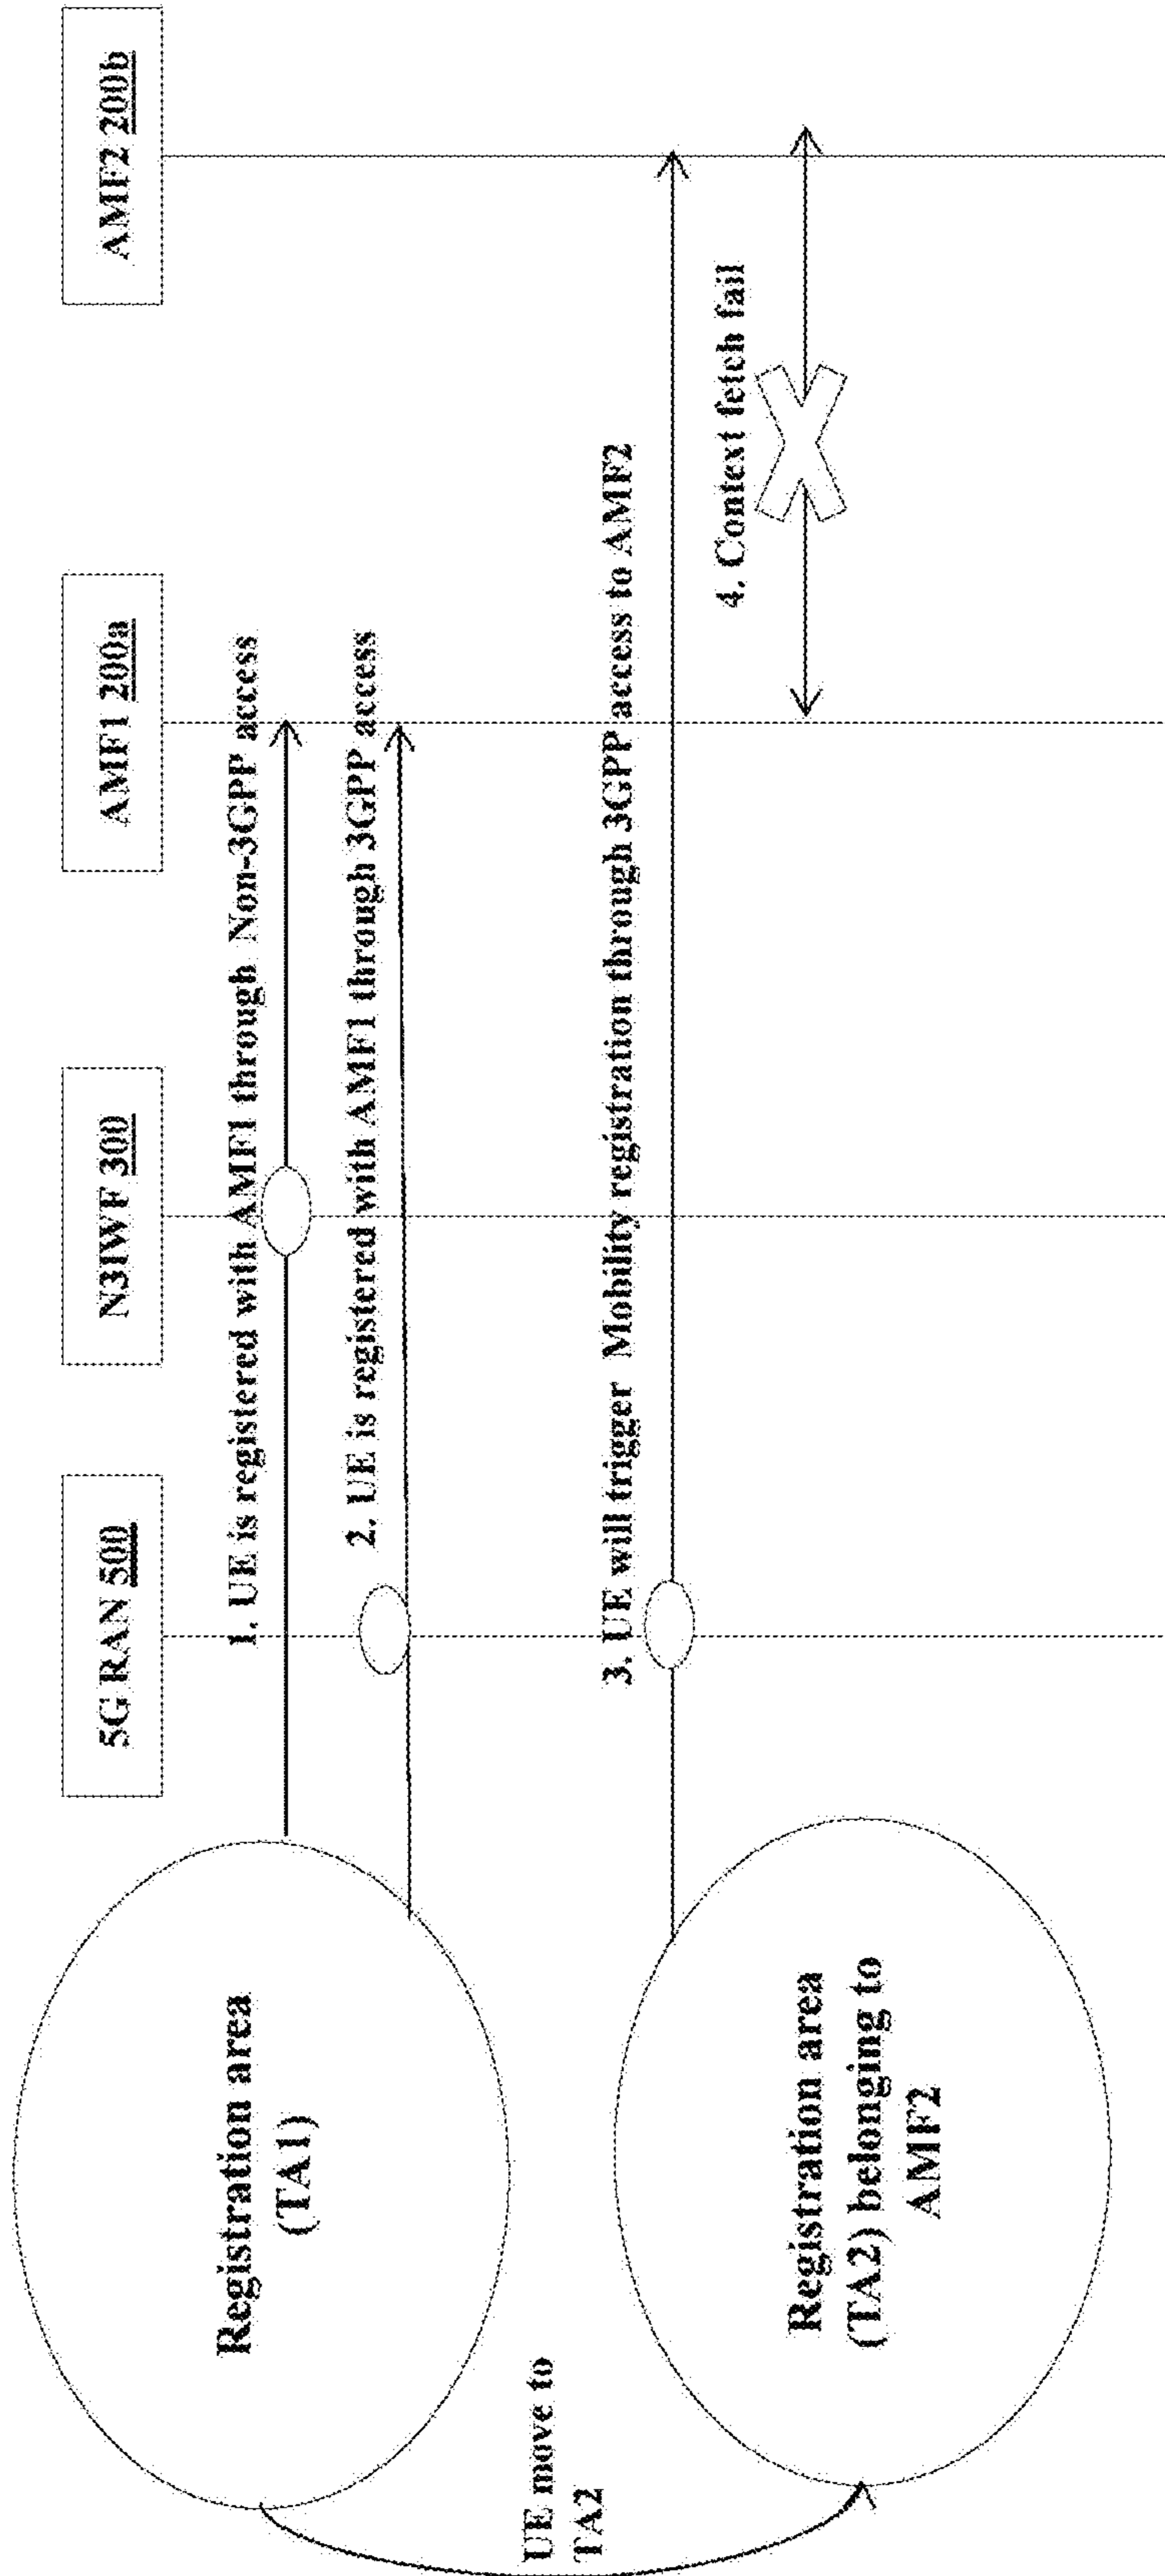 5G RAN 500
N3IWF 300
AMF1 200a
AMF2 200b
Registration area
(TA1)
1. UE is registered with AMF1 through Non-3GPP access
2. UE is registered with AMF1 through 3GPP access
UE move to
TA2
3. UE will trigger Mobility registration through 3GPP access to AMF2
4. Context fetch fail
Registration area
(TA2) belonging to
AMF2